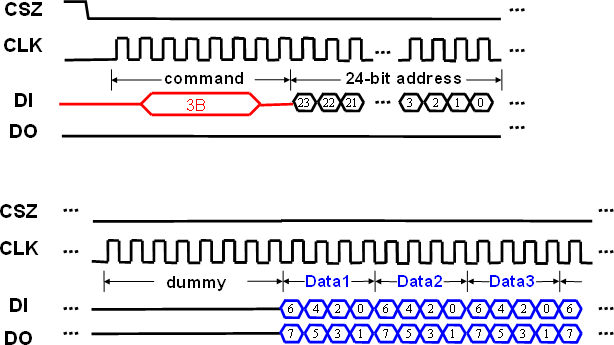 CSZ ...
CLK ...
command 24-bit address
DI 3B 23 22 21 ... 3 2 1 0 ...
DO ...
CSZ ... ...
CLK ... ...
dummy Data1 Data2 Data3
DI ... 6 4 2 0 6 4 2 0 6 4 2 0 6 ...
DO ... 7 5 3 1 7 5 3 1 7 5 3 1 7 ...